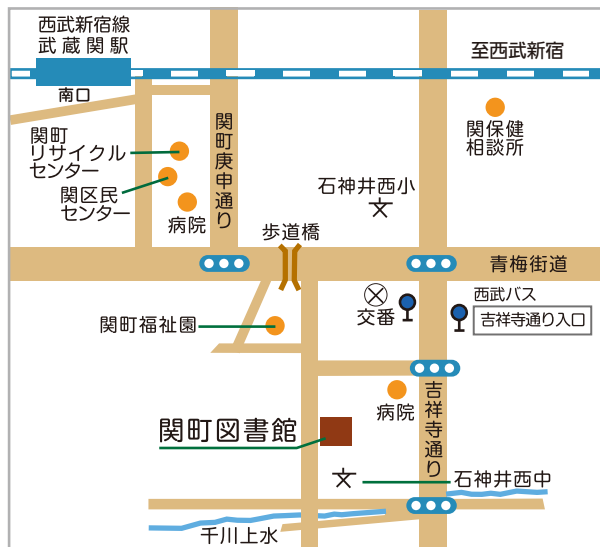 西武新宿線
武蔵関駅
至西武新宿
南口
関町
リサイクル
センター
関町庚申通り
関保健
相談所
関区民
センター
石神井西小
病院
歩道橋
青梅街道
西武バス
吉祥寺通り入口
交番
関町福祉園
吉祥寺通り
病院
関町図書館
石神井西中
千川上水